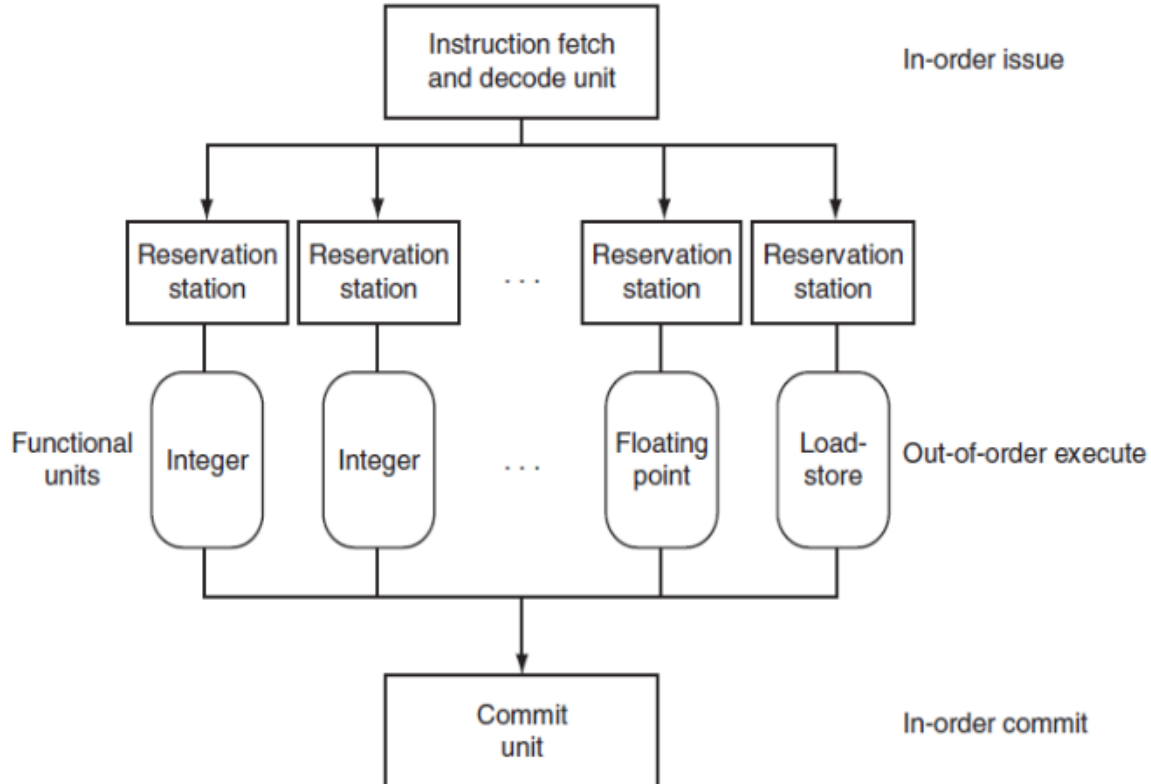 Instruction fetch
and decode unit
In-order issue
Reservation
station
Reservation
station
. . .
Reservation
station
Reservation
station
Functional
units
Integer
Integer
. . .
Floating
point
Load-
store
Out-of-order execute
Commit
unit
In-order commit